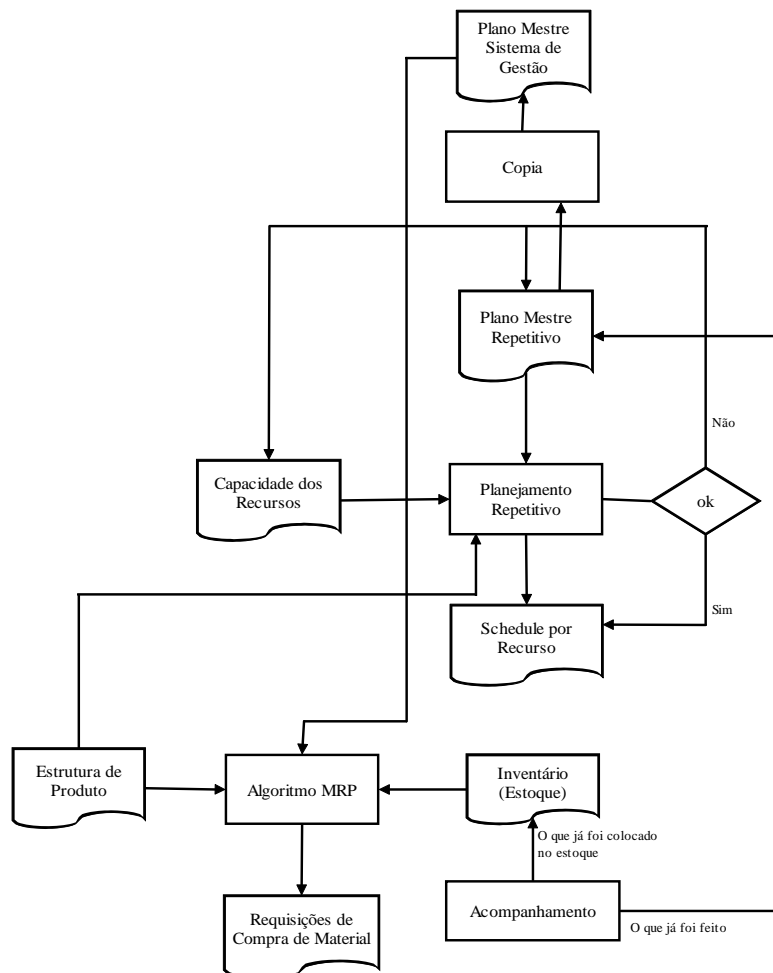 Plano Mestre
Sistema de
Gestão
Copia
Plano Mestre
Repetitivo
Não
Capacidade dos
Recursos
Planejamento
Repetitivo
ok
Sim
Schedule por
Recurso
Estrutura de
Produto
Algoritmo MRP
Inventário
(Estoque)
O que já foi colocado
no estoque
Requisições de
Compra de Material
Acompanhamento
O que já foi feito